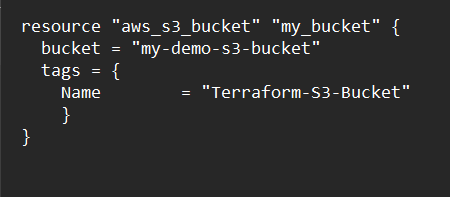 resource "aws_s3_bucket" "my_bucket" {
  bucket = "my-demo-s3-bucket"
  tags = {
    Name        = "Terraform-S3-Bucket"
    }
}